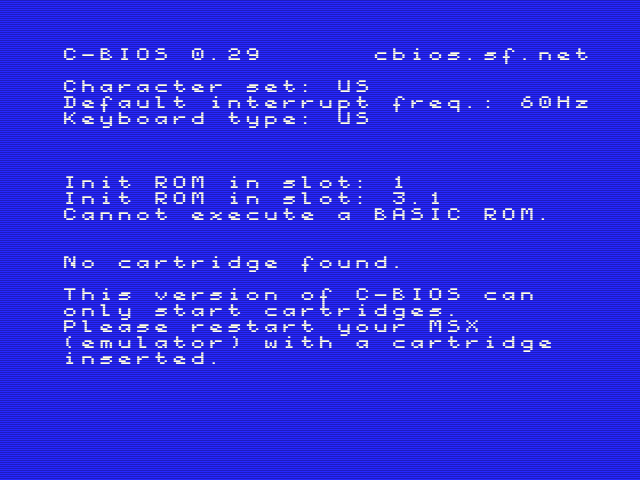 C-BIOS 0.29 cbios.sf.net
Character set: US
Default interrupt freq.: 60Hz
Keyboard type: US
Init ROM in slot: 1
Init ROM in slot: 3.1
Cannot execute a BASIC ROM.
No cartridge found.
This version of C-BIOS can
only start cartridges.
Please restart your MSX
(emulator) with a cartridge
inserted.